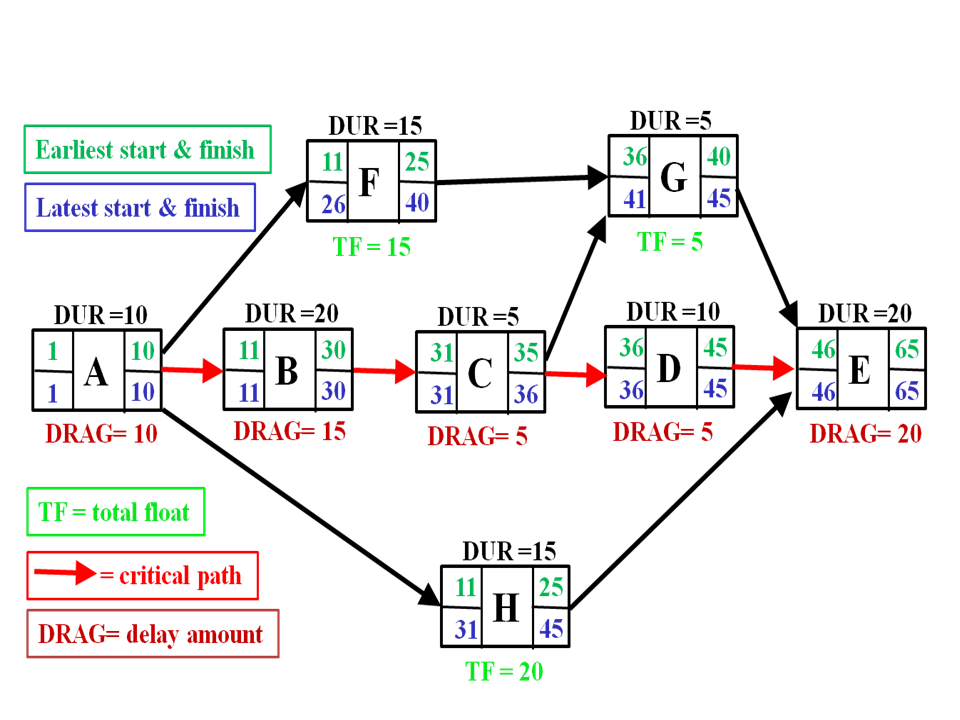 DUR =15
DUR =5
Earliest start & finish
11 F 25
36 G 40
Latest start & finish
26 40
41 45
TF = 15
TF = 5
DUR =10
DUR =20
DUR =5
DUR =10
DUR =20
1 A 10
11 B 30
31 C 35
36 D 45
46 E 65
1 10
11 30
31 36
36 45
46 65
DRAG= 10
DRAG= 15
DRAG= 5
DRAG= 5
DRAG= 20
TF = total float
DUR =15
= critical path
11 H 25
31 45
DRAG= delay amount
TF = 20